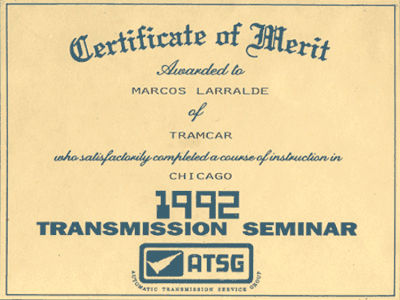 Certificate of Merit
Awarded to
MARCOS LARRALDE
of
TRAMCAR
who satisfactorily completed a course of instruction in
CHICAGO
1992
TRANSMISSION SEMINAR
ATSG
AUTOMATIC TRANSMISSION SERVICE GROUP